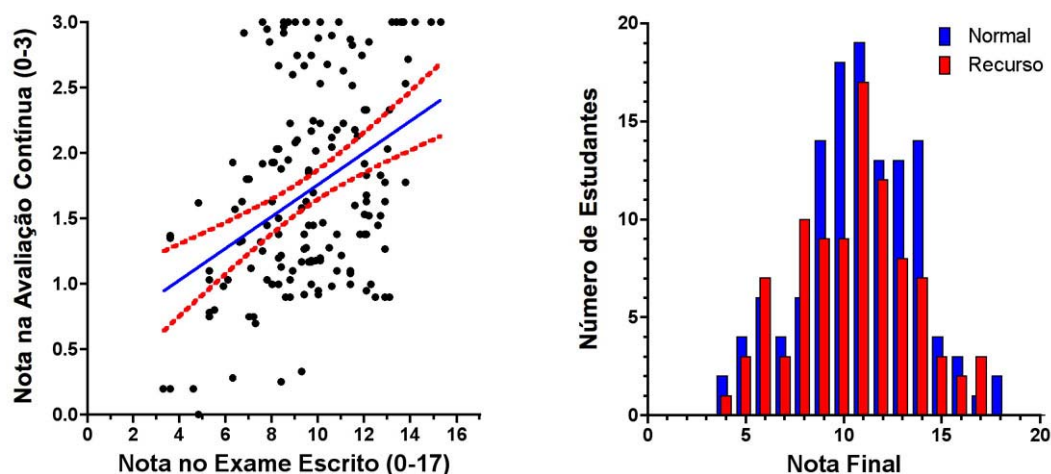 Nota na Avaliação Contínua (0-3)
3.0
2.5
2.0
1.5
1.0
0.5
0.0
0 2 4 6 8 10 12 14 16
Nota no Exame Escrito (0-17)
Número de Estudantes
20
15
10
5
0
0 5 10 15 20
Nota Final
Normal
Recurso